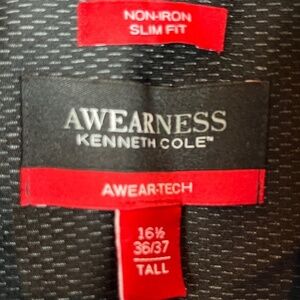 NON-IRON
SLIM FIT
AWEARNESS
KENNETH COLE™
AWEAR-TECH
16½
36/37
TALL